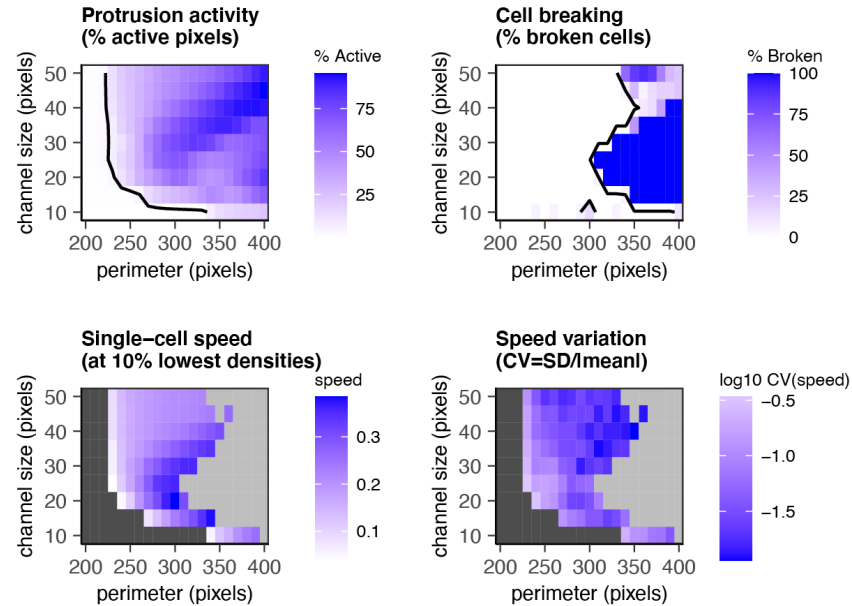 Protrusion activity
(% active pixels)
% Active
75
50
25
channel size (pixels)
50
40
30
20
10
200 250 300 350 400
perimeter (pixels)
Cell breaking
(% broken cells)
% Broken
100
75
50
25
0
channel size (pixels)
50
40
30
20
10
200 250 300 350 400
perimeter (pixels)
Single−cell speed
(at 10% lowest densities)
speed
0.3
0.2
0.1
channel size (pixels)
50
40
30
20
10
200 250 300 350 400
perimeter (pixels)
Speed variation
(CV=SD/|mean|)
log10 CV(speed)
−0.5
−1.0
−1.5
channel size (pixels)
50
40
30
20
10
200 250 300 350 400
perimeter (pixels)